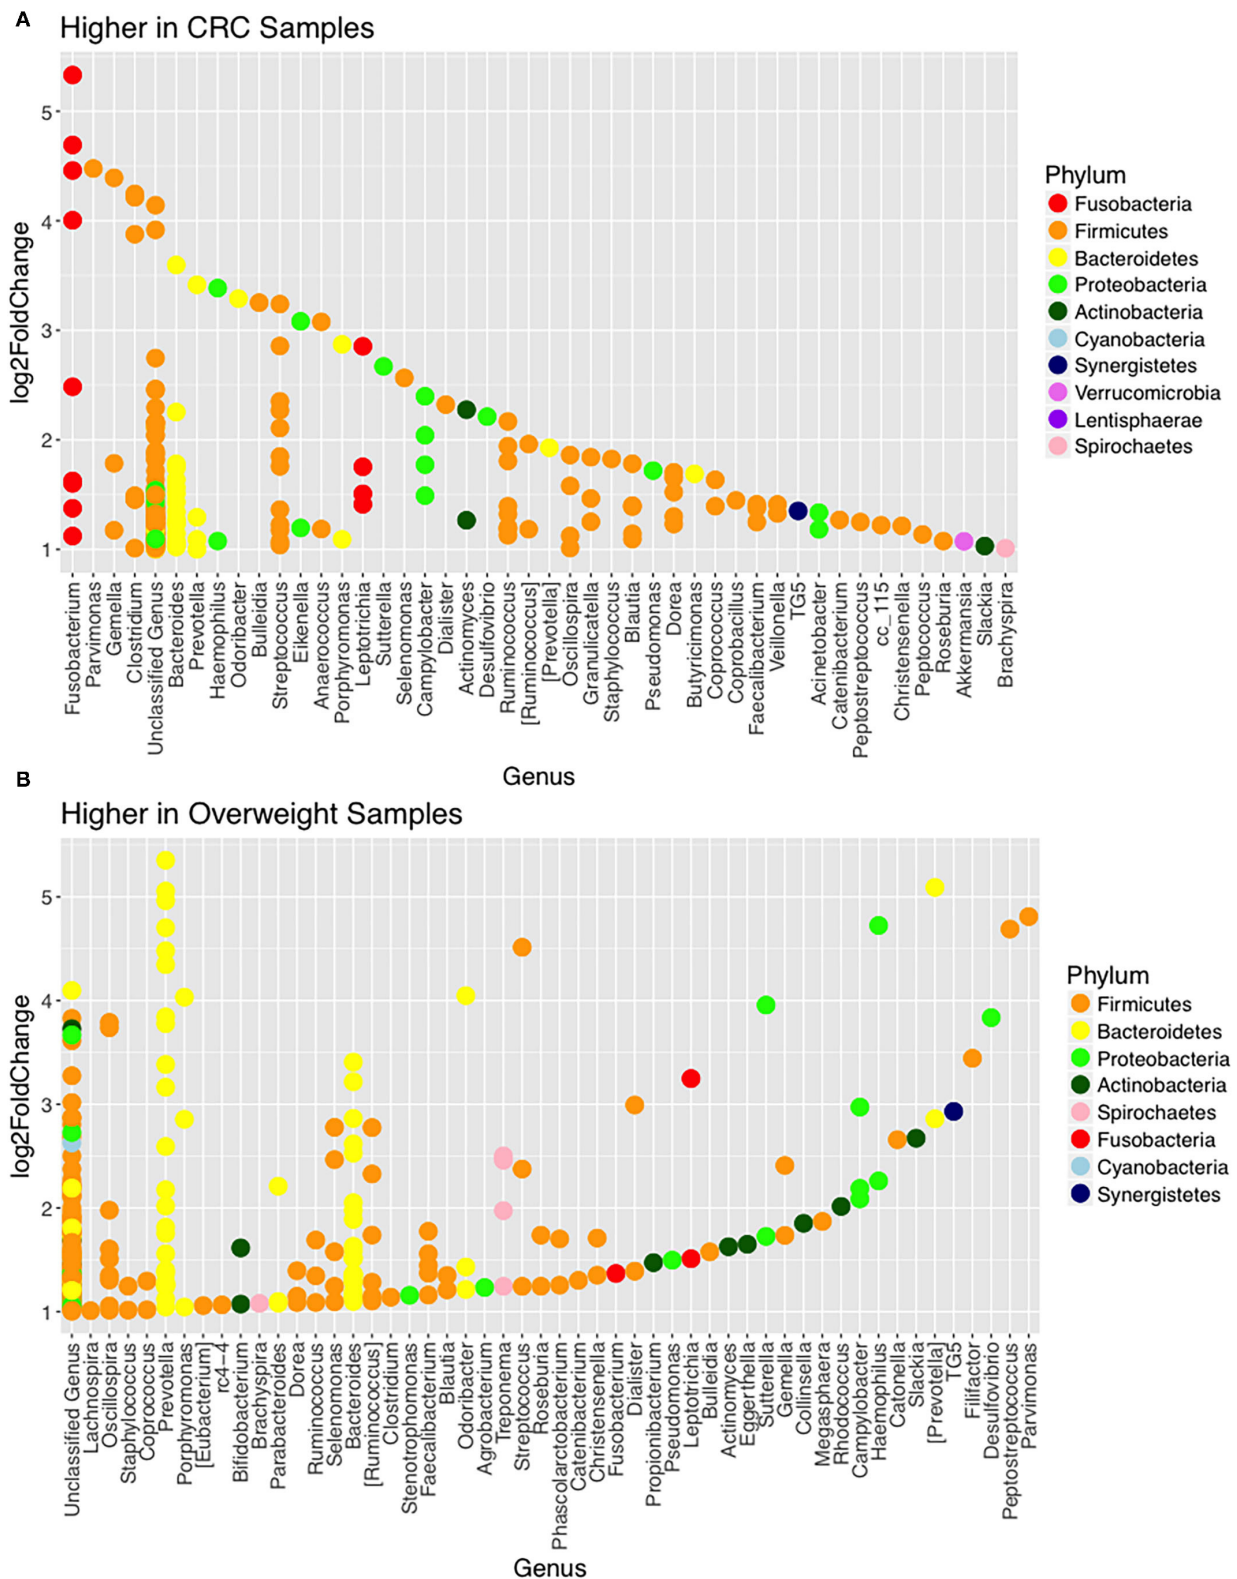 A
Higher in CRC Samples
log2FoldChange
5
4
3
2
1
Fusobacterium
Parvimonas
Gemella
Clostridium
Unclassified Genus
Bacteroides
Prevotella
Haemophilus
Odoribacter
Bulleidia
Streptococcus
Eikenella
Anaerococcus
Porphyromonas
Leptotrichia
Sutterella
Selenomonas
Campylobacter
Dialister
Actinomyces
Desulfovibrio
Ruminococcus
[Ruminococcus]
[Prevotella]
Oscillospira
Granulicatella
Staphylococcus
Blautia
Pseudomonas
Dorea
Butyricimonas
Coprococcus
Coprobacillus
Faecalibacterium
Veillonella
TG5
Acinetobacter
Catenibacterium
Peptostreptococcus
cc_115
Christensenella
Peptococcus
Roseburia
Akkermansia
Slackia
Brachyspira
Genus
Phylum
Fusobacteria
Firmicutes
Bacteroidetes
Proteobacteria
Actinobacteria
Cyanobacteria
Synergistetes
Verrucomicrobia
Lentisphaerae
Spirochaetes
B
Higher in Overweight Samples
log2FoldChange
5
4
3
2
1
Unclassified Genus
Lachnospira
Oscillospira
Staphylococcus
Coprococcus
Prevotella
Porphyromonas
[Eubacterium]
rc4-4
Bifidobacterium
Brachyspira
Parabacteroides
Dorea
Ruminococcus
Selenomonas
Bacteroides
[Ruminococcus]
Clostridium
Stenotrophomonas
Faecalibacterium
Blautia
Odoribacter
Agrobacterium
Treponema
Streptococcus
Roseburia
Phascolarctobacterium
Catenibacterium
Christensenella
Fusobacterium
Dialister
Propionibacterium
Pseudomonas
Leptotrichia
Bulleidia
Actinomyces
Eggerthella
Sutterella
Gemella
Collinsella
Megasphaera
Rhodococcus
Campylobacter
Haemophilus
Catonella
Slackia
[Prevotella]
TG5
Filifactor
Desulfovibrio
Peptostreptococcus
Parvimonas
Genus
Phylum
Firmicutes
Bacteroidetes
Proteobacteria
Actinobacteria
Spirochaetes
Fusobacteria
Cyanobacteria
Synergistetes